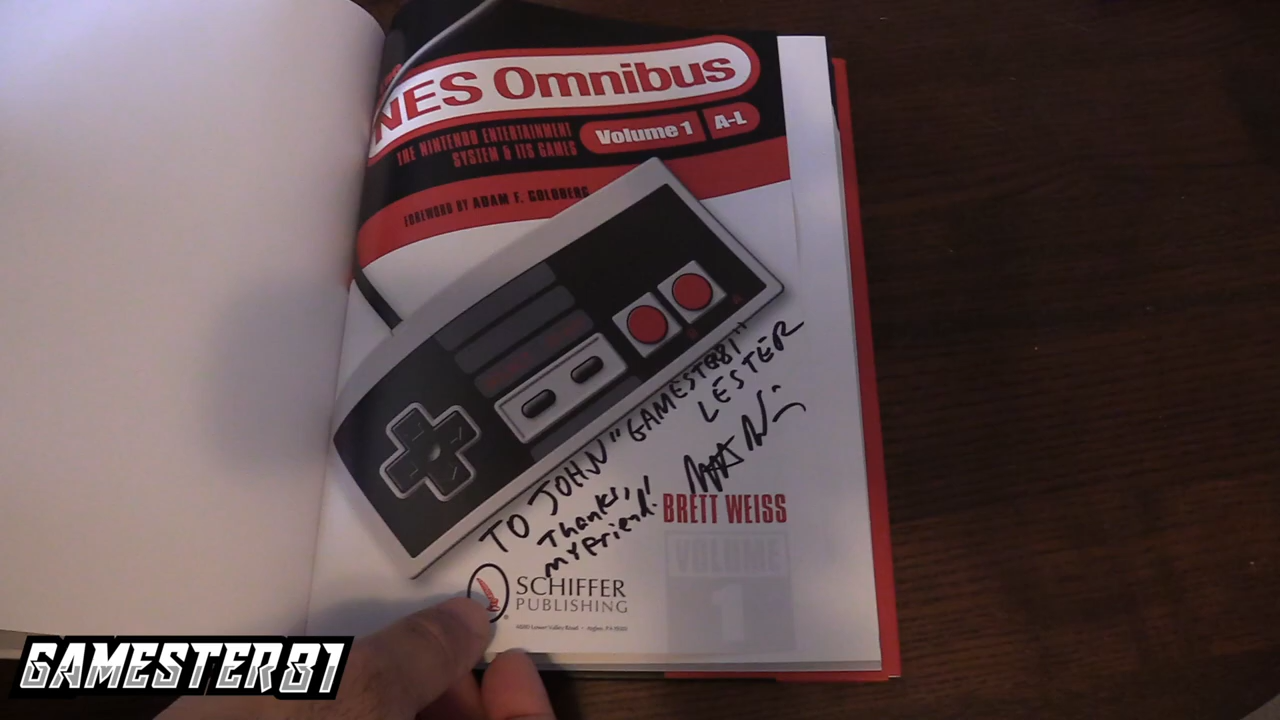 NES Omnibus
THE NINTENDO ENTERTAINMENT
SYSTEM & ITS GAMES
Volume 1 A-L
FOREWORD BY ADAM F. GOLDBERG
TO JOHN "GAMESTER81"
LESTER
Thanks,
my friend!
BRETT WEISS
VOLUME
1
SCHIFFER
PUBLISHING
GAMESTER81